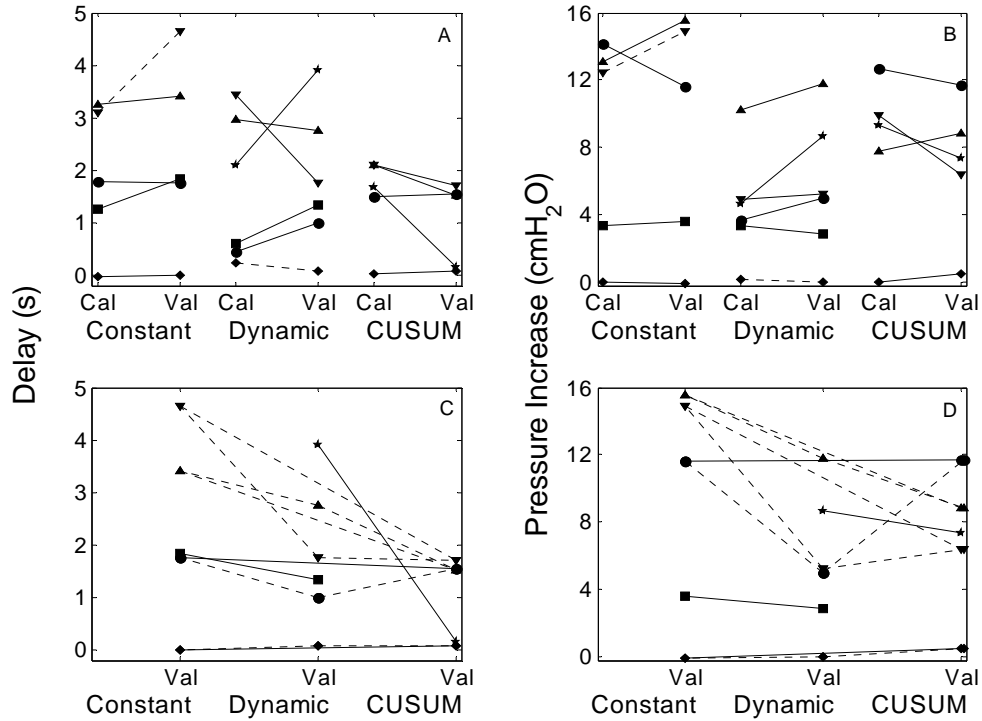 5
4
3
2
1
0
A
Cal Val Cal Val Cal Val
Constant Dynamic CUSUM
16
12
8
4
0
B
Cal Val Cal Val Cal Val
Constant Dynamic CUSUM
Delay (s)
Pressure Increase (cmH2O)
5
4
3
2
1
0
C
Val Val Val
Constant Dynamic CUSUM
16
12
8
4
0
D
Val Val Val
Constant Dynamic CUSUM